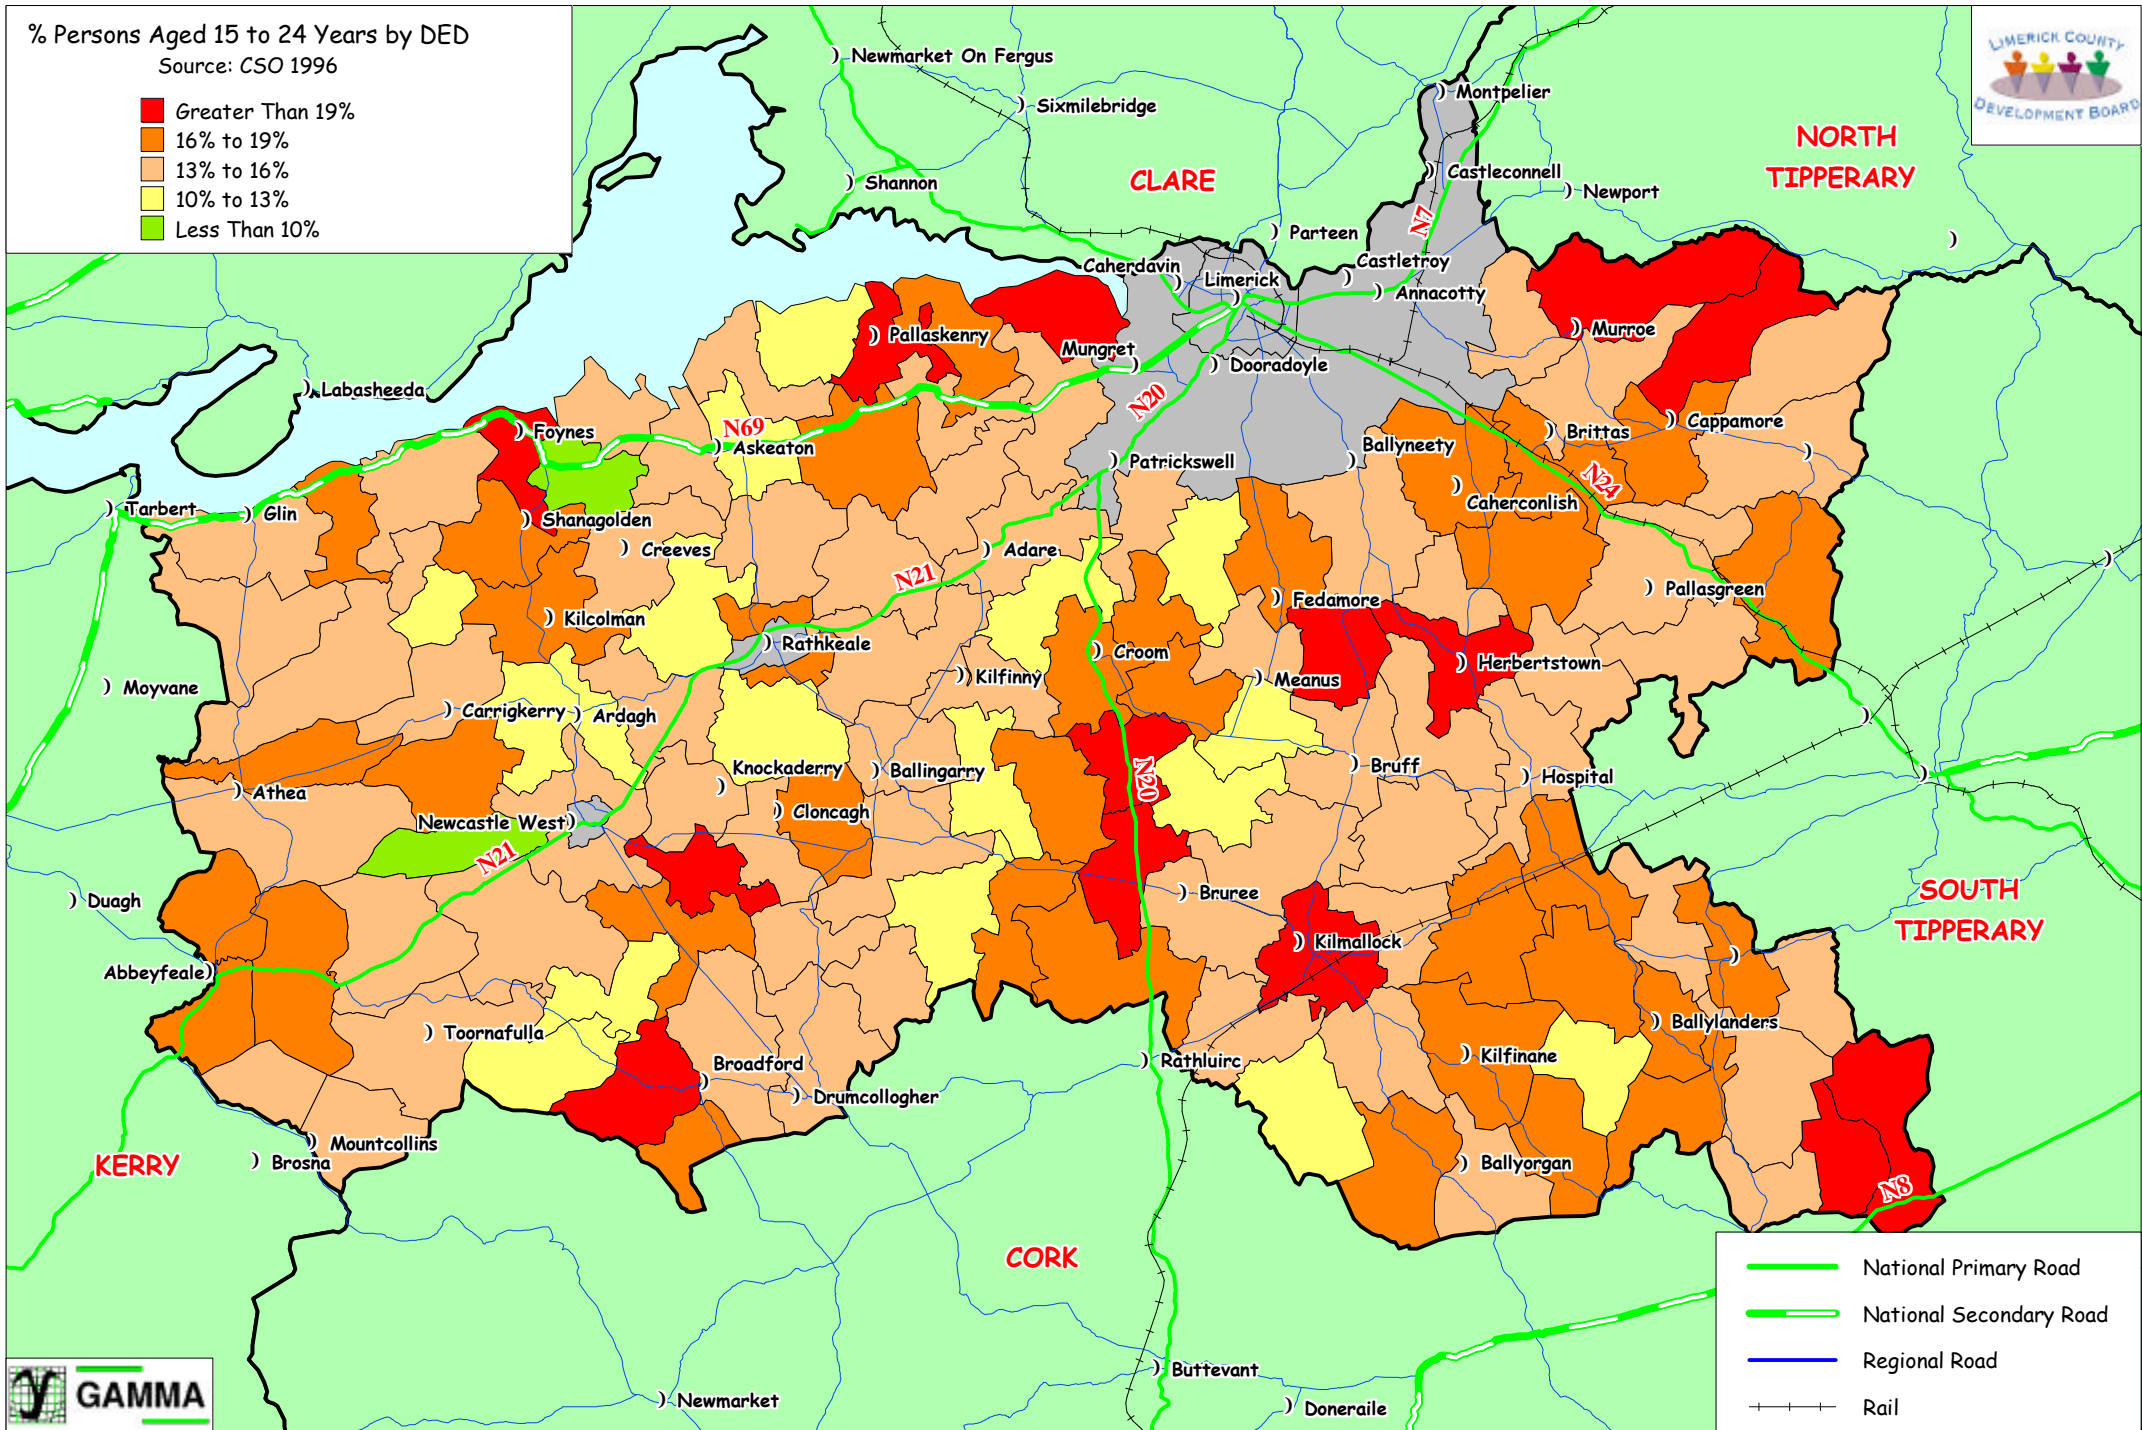 % Persons Aged 15 to 24 Years by DED
Source: CSO 1996
Greater Than 19%
16% to 19%
13% to 16%
10% to 13%
Less Than 10%
LIMERICK COUNTY
DEVELOPMENT BOARD
Newmarket On Fergus
Sixmilebridge
Montpelier
NORTH
TIPPERARY
CLARE
Shannon
Castleconnell
Newport
N7
Parteen
Castletroy
Caherdavin
Limerick
Annacotty
Murroe
Pallaskenry
Mungret
Dooradoyle
Labasheeda
N20
Foynes
N69
Askeaton
Brittas
Cappamore
Ballyneety
Patrickswell
N24
Tarbert
Glin
Shanagolden
Caherconlish
Creeves
Adare
N21
Pallasgreen
Kilcolman
Fedamore
Rathkeale
Croom
Herbertstown
Kilfinny
Meanus
Moyvane
Carrigkerry
Ardagh
Knockaderry
Ballingarry
N20
Bruff
Hospital
Athea
Cloncagh
Newcastle West
N21
Duagh
Bruree
SOUTH
TIPPERARY
Kilmallock
Abbeyfeale
Toornafulla
Ballylanders
Broadford
Rathluirc
Kilfinane
Drumcollogher
Mountcollins
Brosna
KERRY
Ballyorgan
N8
CORK
National Primary Road
National Secondary Road
Regional Road
Rail
Buttevant
Newmarket
Doneraile
GAMMA